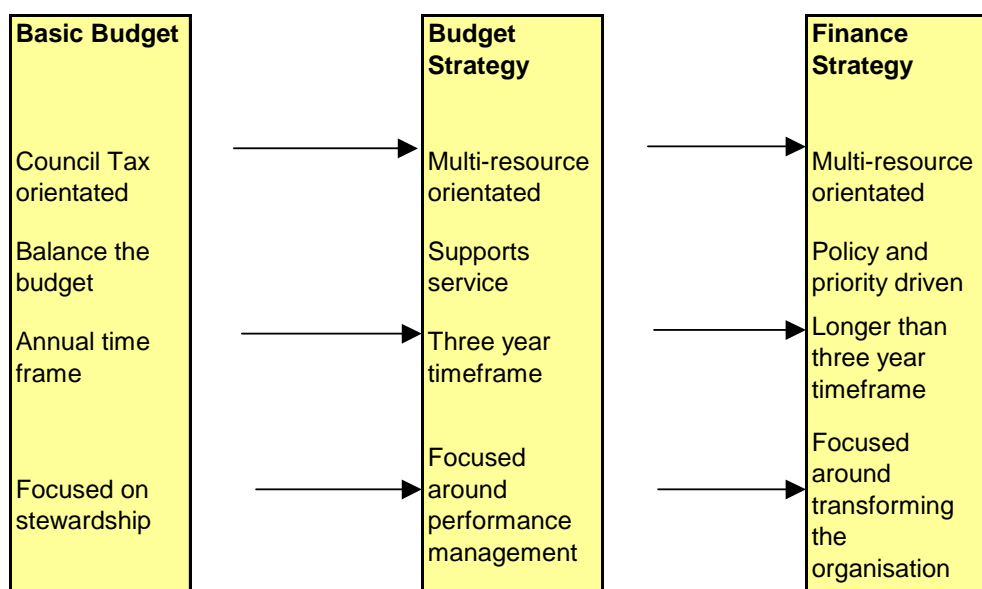 Basic Budget
Council Tax
orientated
Balance the
budget
Annual time
frame
Focused on
stewardship
Budget
Strategy
Multi-resource
orientated
Supports
service
Three year
timeframe
Focused
around
performance
management
Finance
Strategy
Multi-resource
orientated
Policy and
priority driven
Longer than
three year
timeframe
Focused
around
transforming
the
organisation